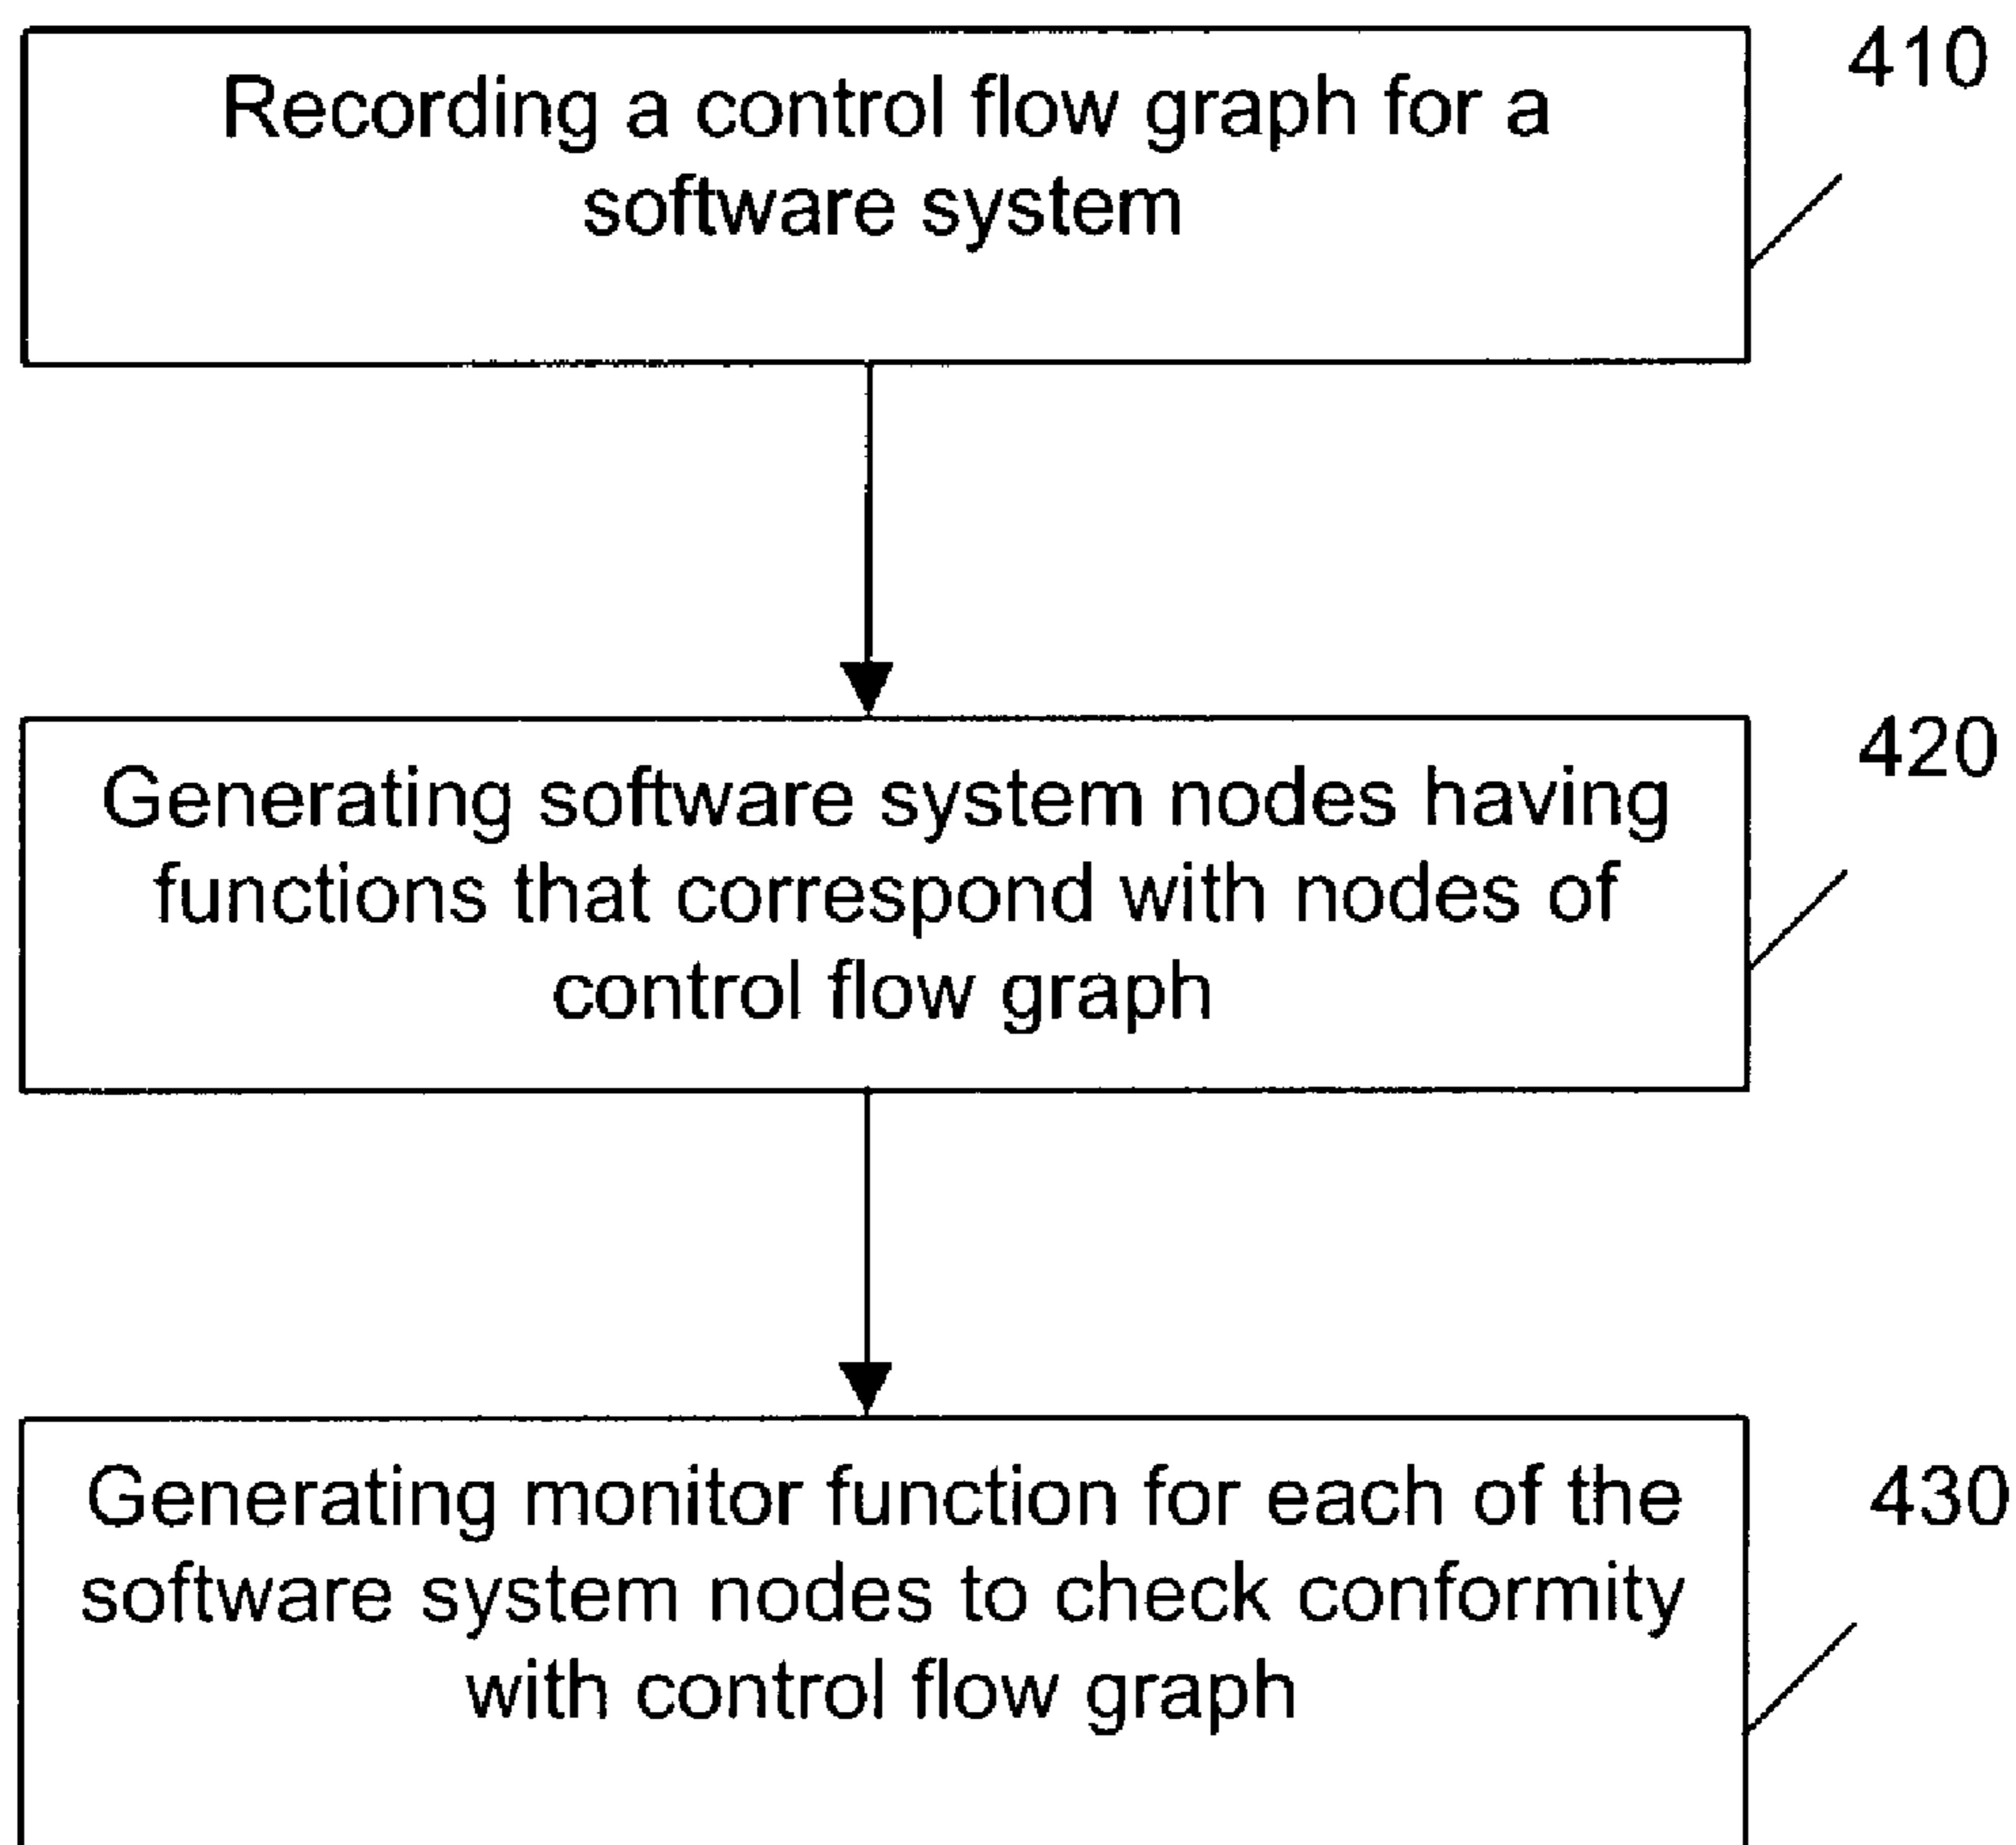 410
Recording a control flow graph for a
software system
420
Generating software system nodes having
functions that correspond with nodes of
control flow graph
430
Generating monitor function for each of the
software system nodes to check conformity
with control flow graph